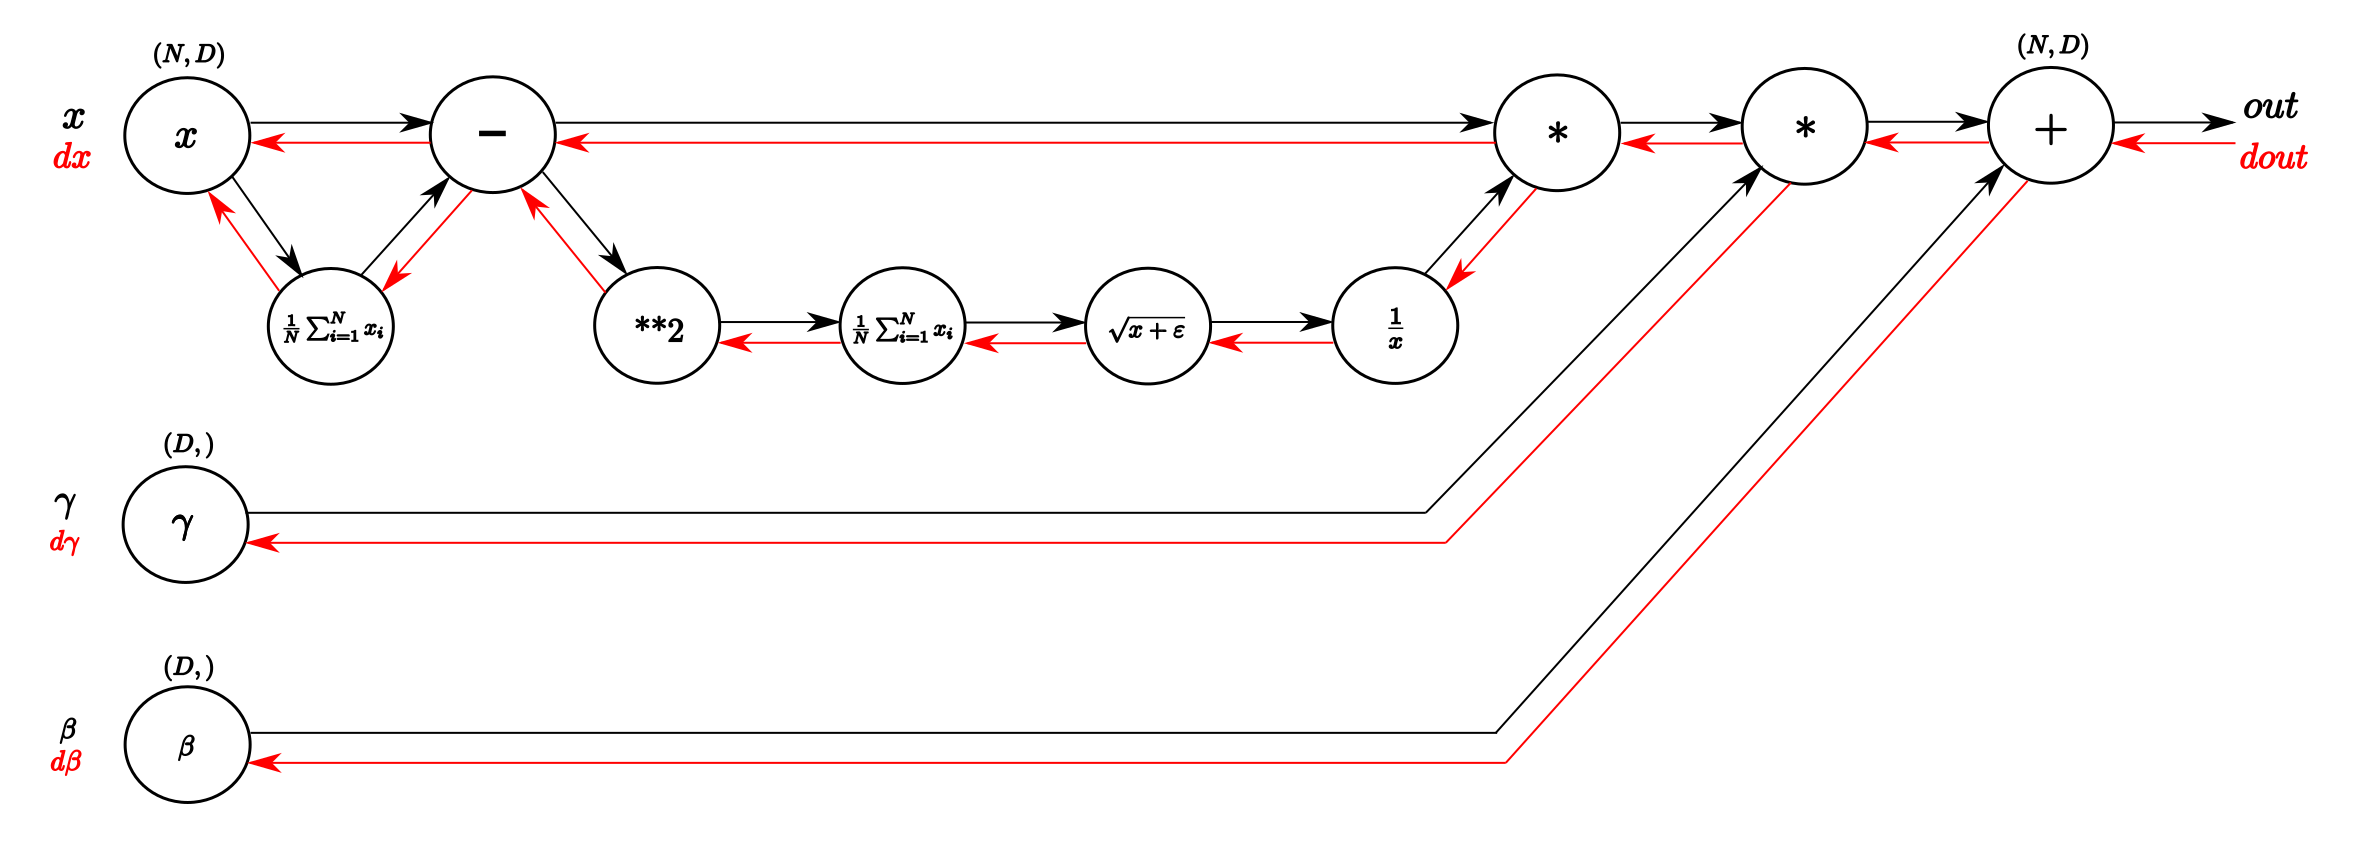 (N, D)
(N, D)
x
dx
x
−
*
*
+
out
dout
1/N ∑_{i=1}^{N} x_i
**2
1/N ∑_{i=1}^{N} x_i
√(x + ε)
1/x
(D, )
γ
dγ
γ
(D, )
β
dβ
β